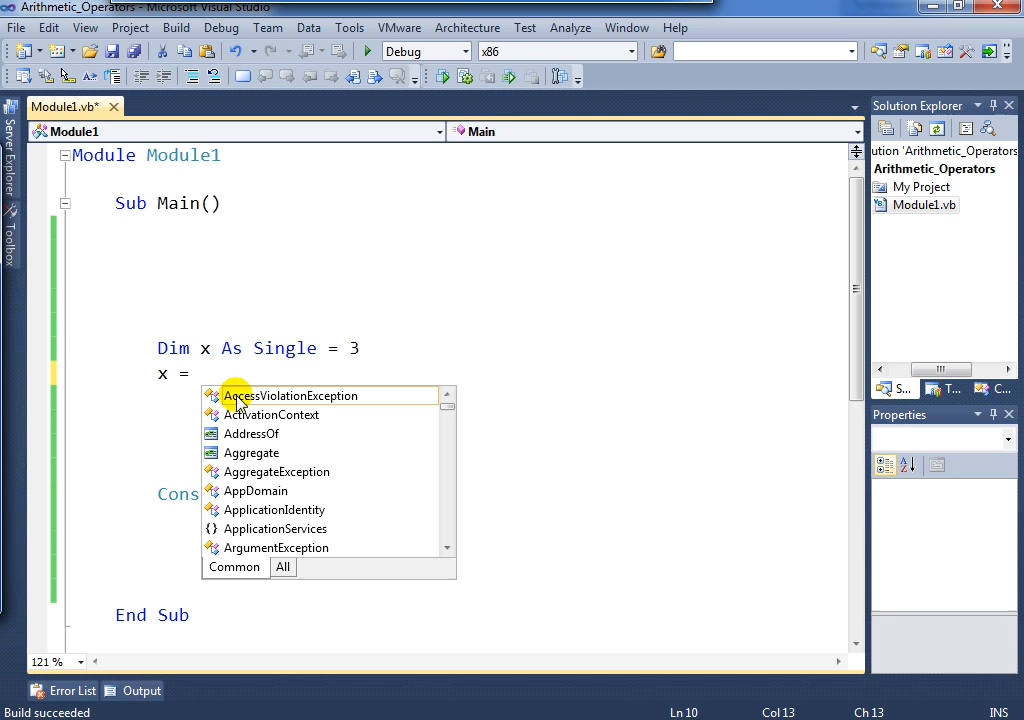 Arithmetic_Operators - Microsoft Visual Studio
File Edit View Project Build Debug Team Data Tools VMware Architecture Test Analyze Window Help
Debug x86
Module1.vb*
Solution Explorer
Module1 Main
Server Explorer
Toolbox
Module Module1
Sub Main()
Dim x As Single = 3
x =
AccessViolationException
ActivationContext
AddressOf
Aggregate
AggregateException
AppDomain
ApplicationIdentity
ApplicationServices
ArgumentException
Common All
Cons
End Sub
ution 'Arithmetic_Operators
Arithmetic_Operators
My Project
Module1.vb
S... T... C...
Properties
121 %
Error List Output
Build succeeded Ln 10 Col 13 Ch 13 INS